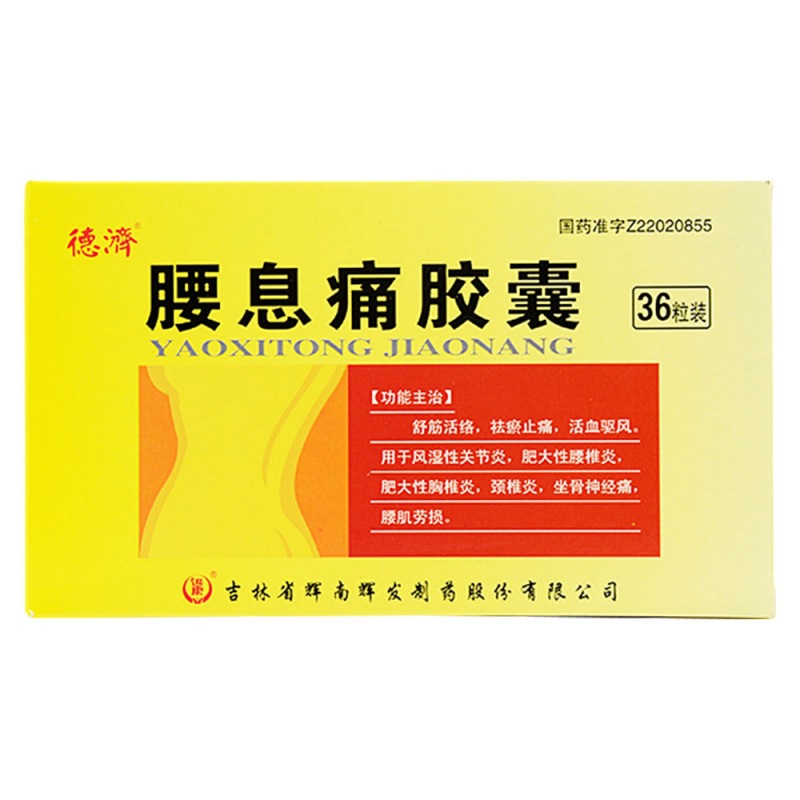 德濟®
国药准字Z22020855
腰息痛胶囊
36粒装
YAOXITONG JIAONANG
【功能主治】
舒筋活络，祛瘀止痛，活血驱风。
用于风湿性关节炎，肥大性腰椎炎，
肥大性胸椎炎，颈椎炎，坐骨神经痛，
腰肌劳损。
®
吉林省辉南辉发制药股份有限公司